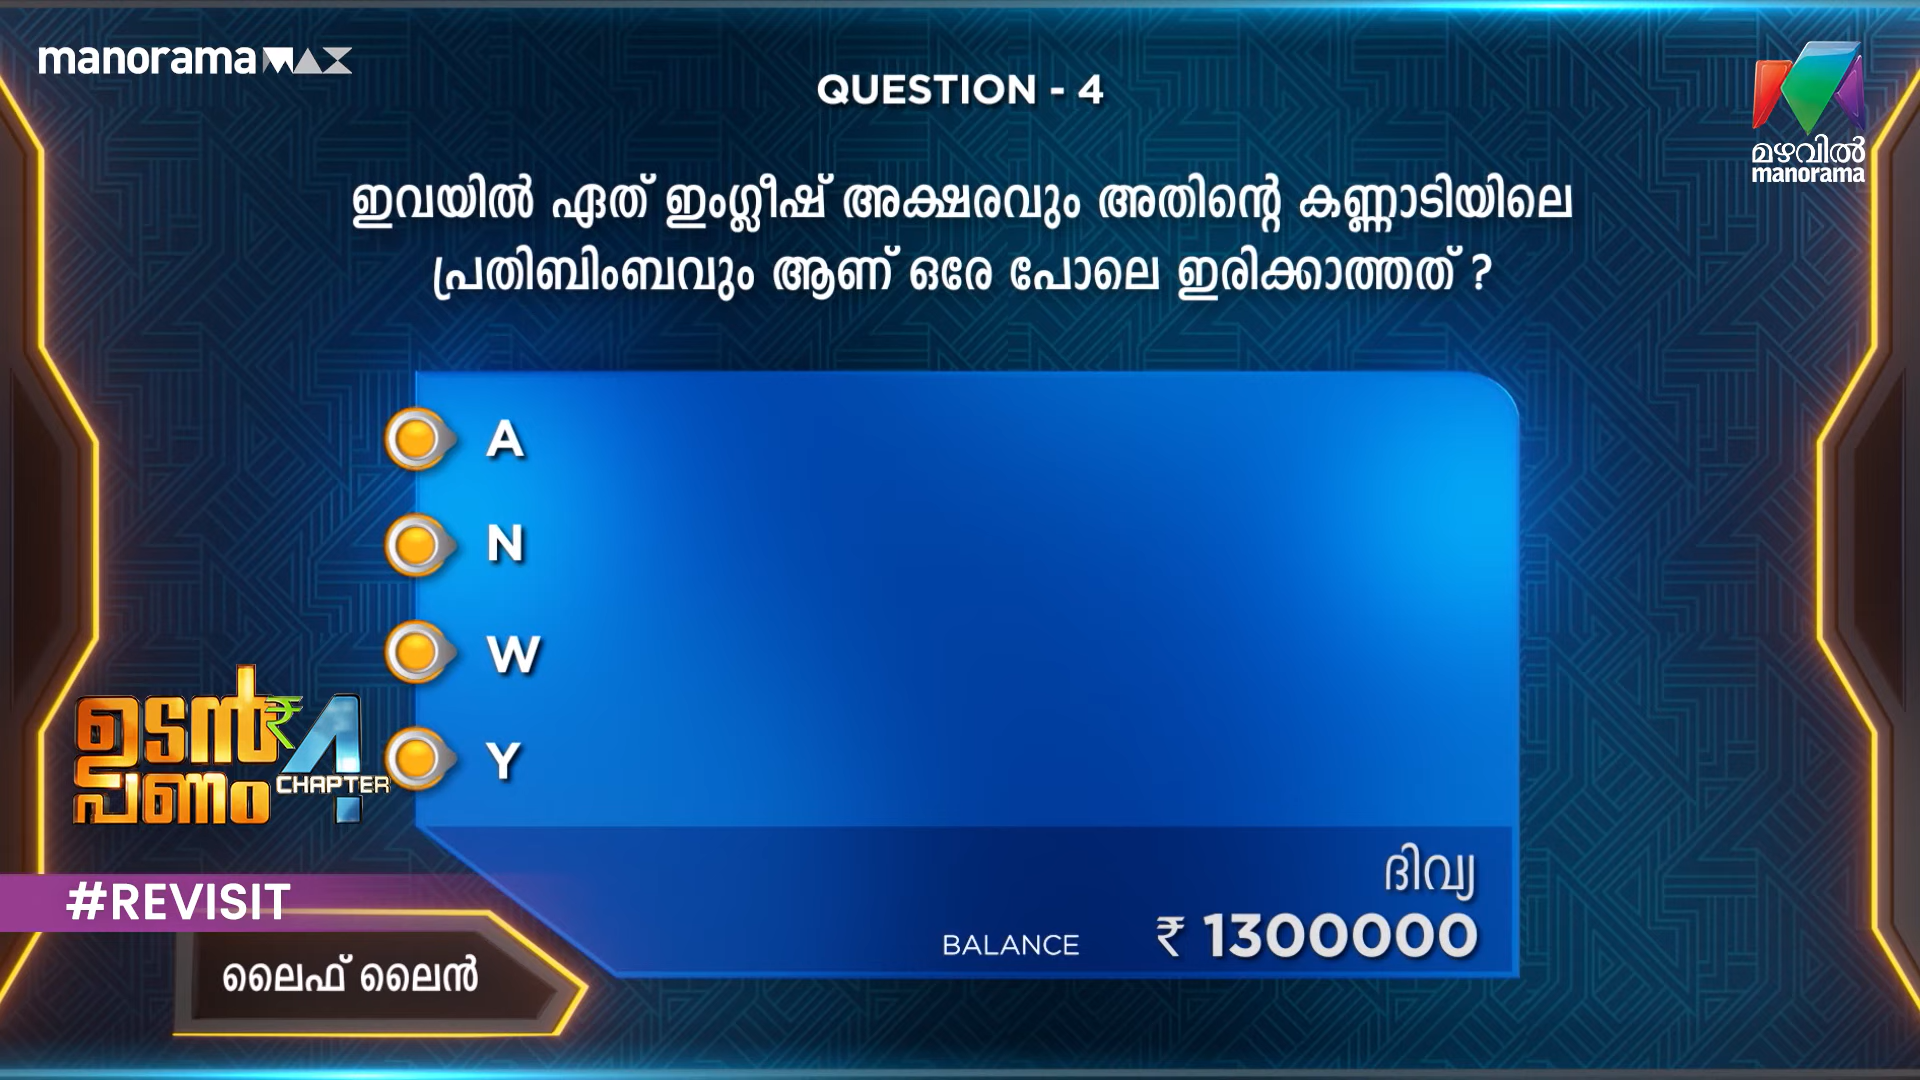 manorama MAX
QUESTION - 4
മഴവിൽ
manorama
ഇവയിൽ ഏത് ഇംഗ്ലീഷ് അക്ഷരവും അതിന്റെ കണ്ണാടിയിലെ
പ്രതിബിംബവും ആണ് ഒരേ പോലെ ഇരിക്കാത്തത് ?
A
N
W
Y
ഉടൻ
പണം
CHAPTER 4
ദിവ്യ
BALANCE ₹ 1300000
#REVISIT
ലൈഫ് ലൈൻ